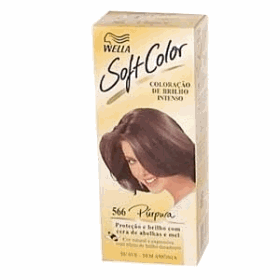 WELLA
Soft Color
COLORAÇÃO
DE BRILHO
INTENSO
566 Púrpura
Proteção e brilho com
cera de abelhas e mel
SEM AMÔNIA